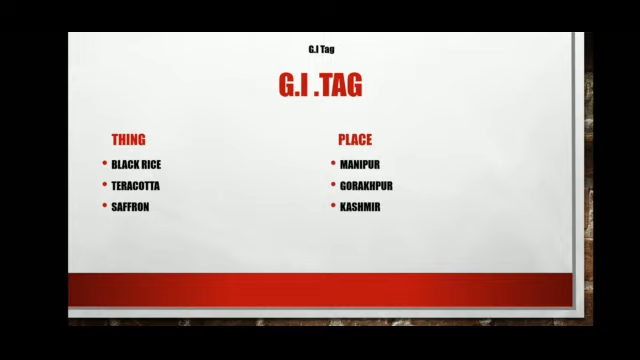 G.I Tag
G.I .TAG
THING
PLACE
• BLACK RICE
• MANIPUR
• TERACOTTA
• GORAKHPUR
• SAFFRON
• KASHMIR